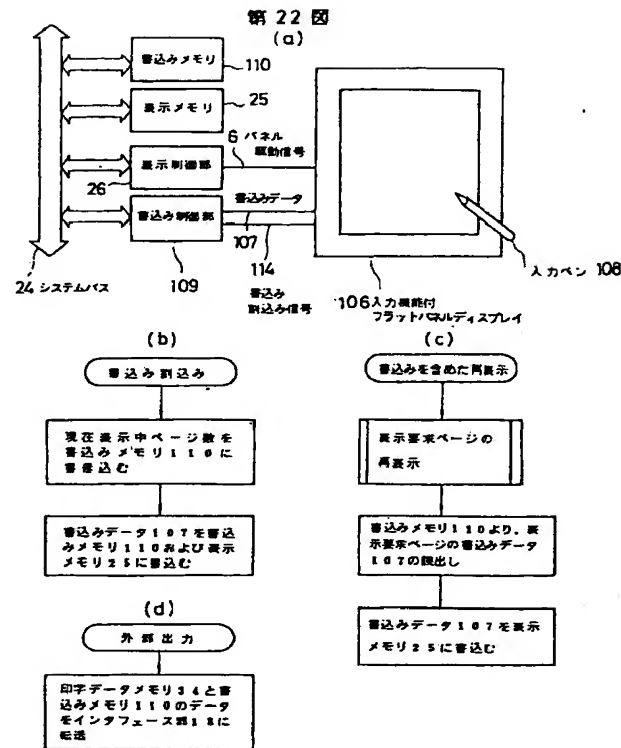 第22図
(a)
書込みメモリ
110
表示メモリ
25
6 パネル
駆動信号
表示制御部
26
書込みデータ
書込み制御部
107
114
109
書込み
割込み信号
24 システムバス
106 入力機能付
フラットパネルディスプレイ
入力ペン 108
(b)
書込み割込み
現在表示中ページ数を
書込みメモリ110に
書込む
書込みデータ107を書込
みメモリ110および表示
メモリ25に書込む
(c)
書込みを含めた再表示
表示要求ページの
再表示
書込みメモリ110より、表
示要求ページの書込みデータ
107の読出し
書込みデータ107を表示
メモリ25に書込む
(d)
外部出力
印字データメモリ34と書
込みメモリ110のデータ
をインタフェース部18に
転送